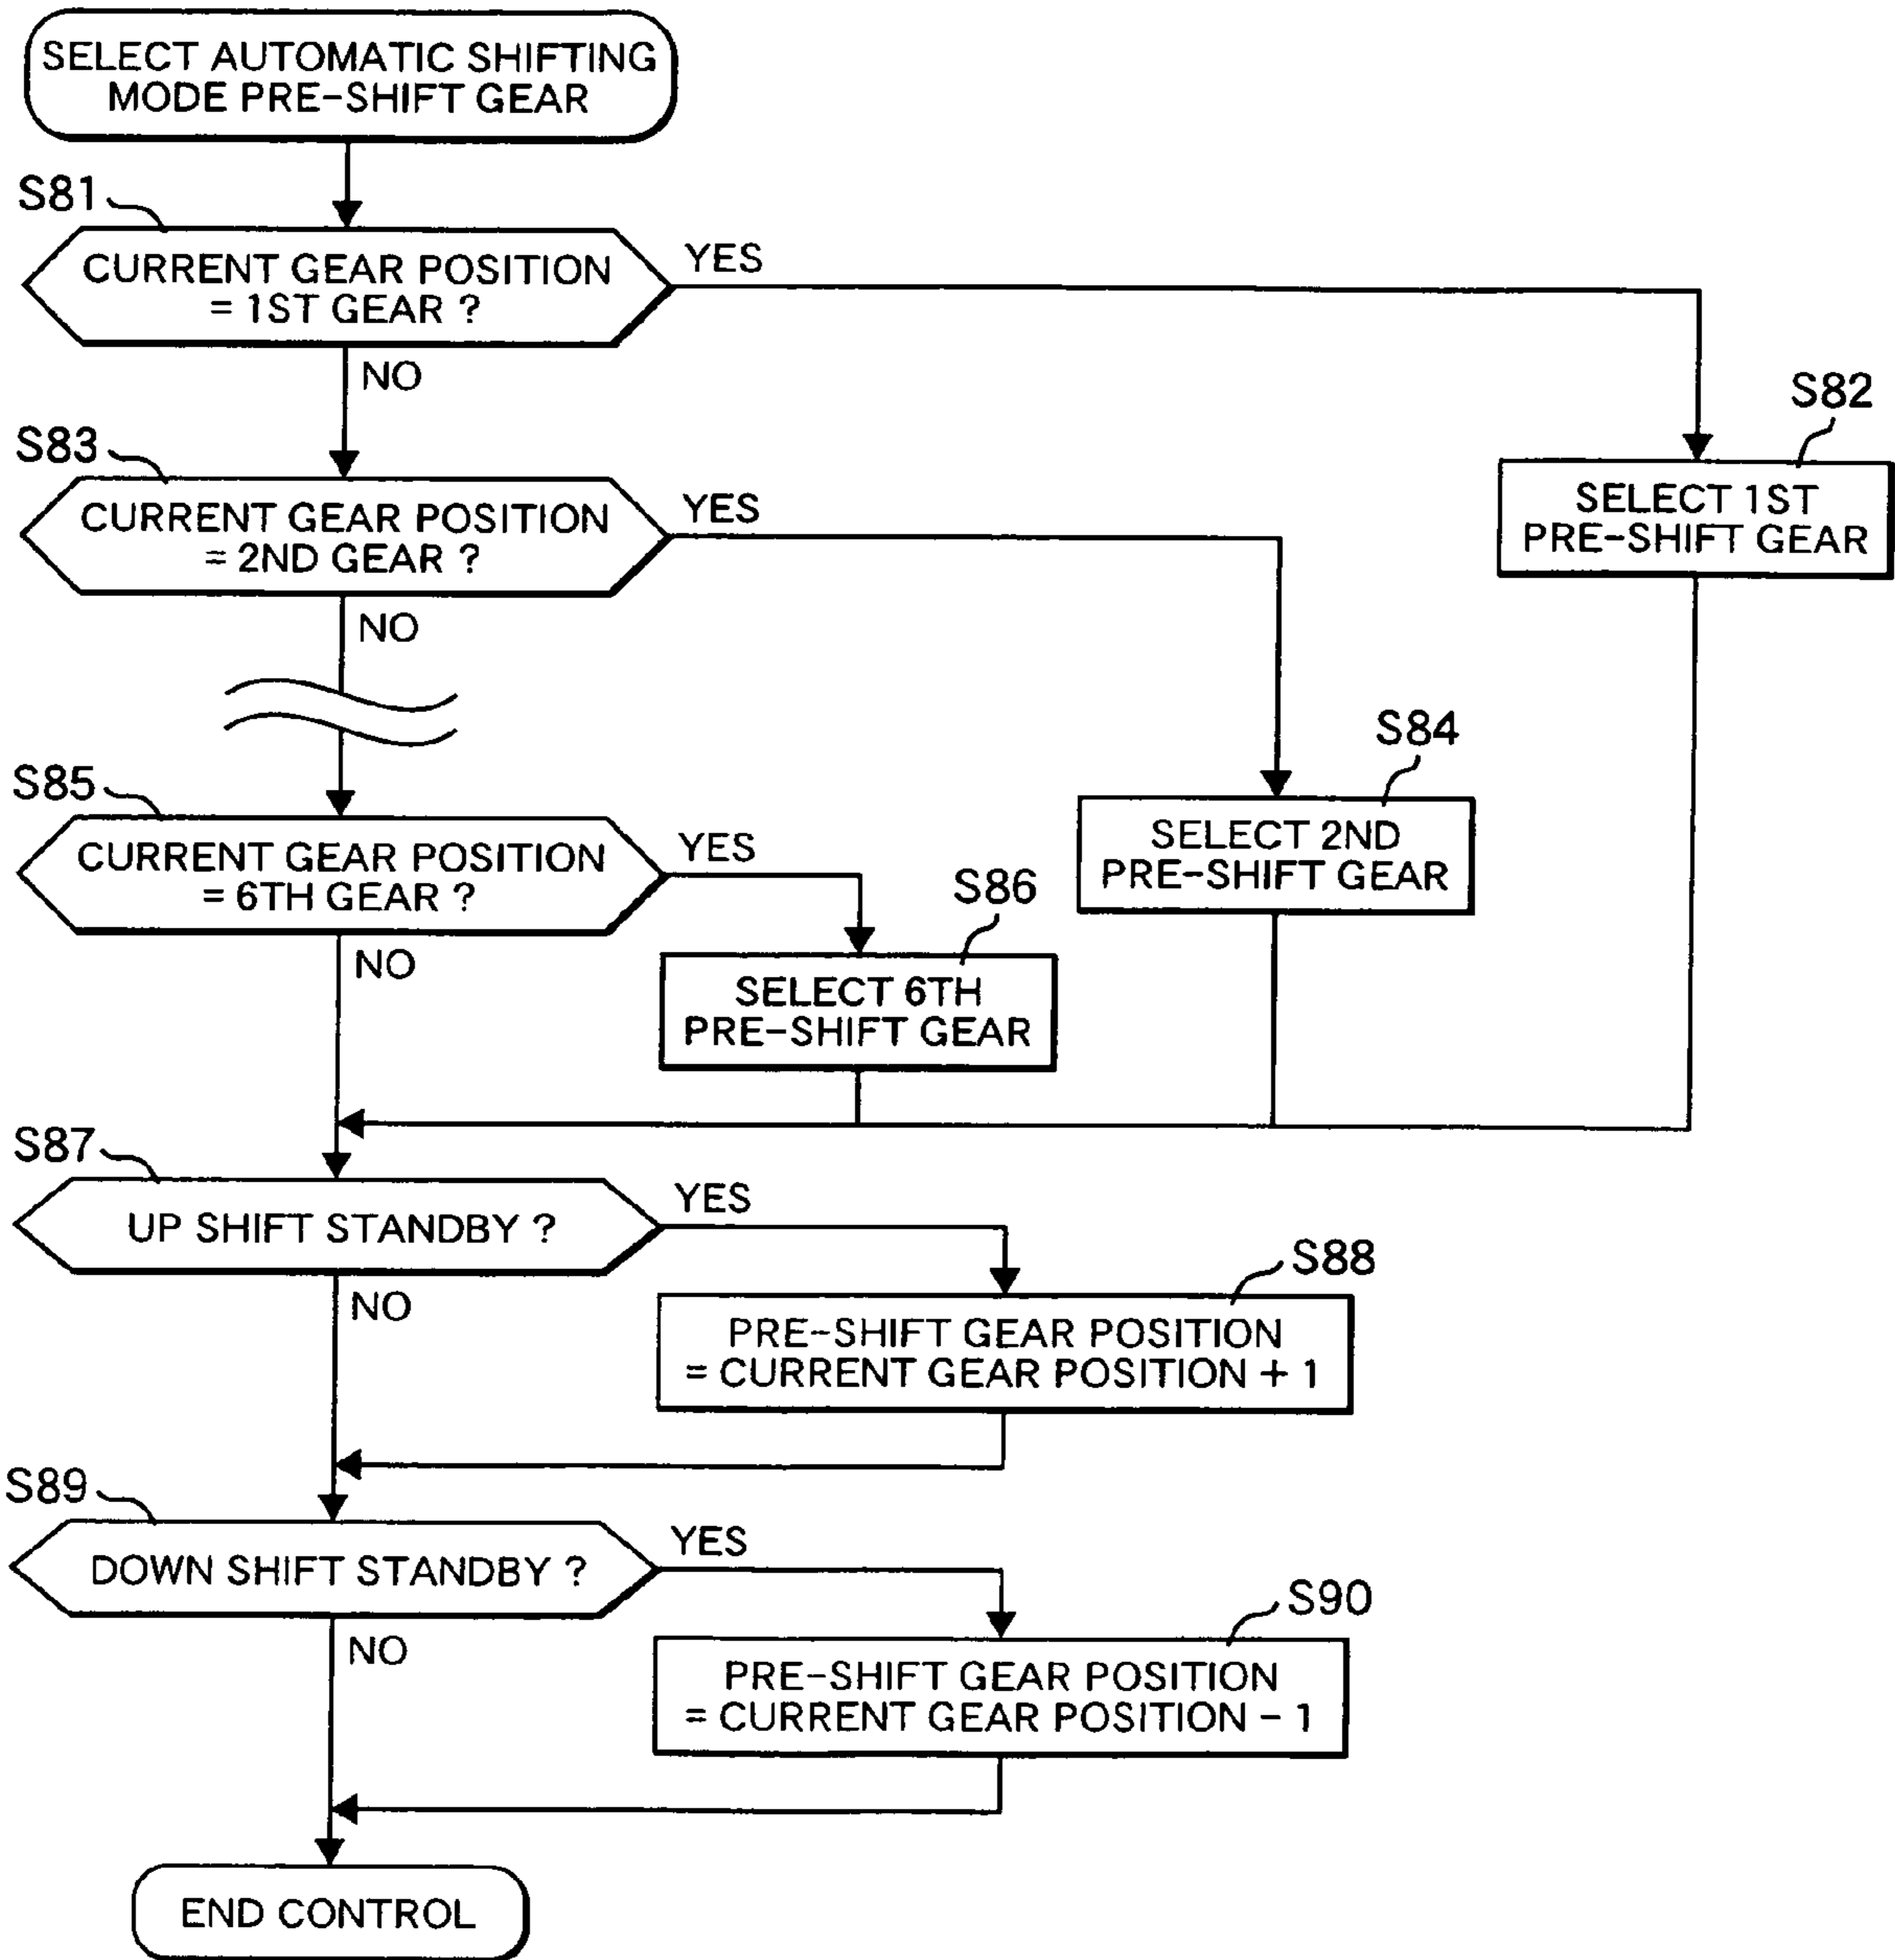 SELECT AUTOMATIC SHIFTING
MODE PRE-SHIFT GEAR
S81
CURRENT GEAR POSITION
= 1ST GEAR ?
YES
NO
S82
SELECT 1ST
PRE-SHIFT GEAR
S83
CURRENT GEAR POSITION
= 2ND GEAR ?
YES
NO
S84
SELECT 2ND
PRE-SHIFT GEAR
S85
CURRENT GEAR POSITION
= 6TH GEAR ?
YES
NO
S86
SELECT 6TH
PRE-SHIFT GEAR
S87
UP SHIFT STANDBY ?
YES
NO
S88
PRE-SHIFT GEAR POSITION
= CURRENT GEAR POSITION + 1
S89
DOWN SHIFT STANDBY ?
YES
NO
S90
PRE-SHIFT GEAR POSITION
= CURRENT GEAR POSITION - 1
END CONTROL